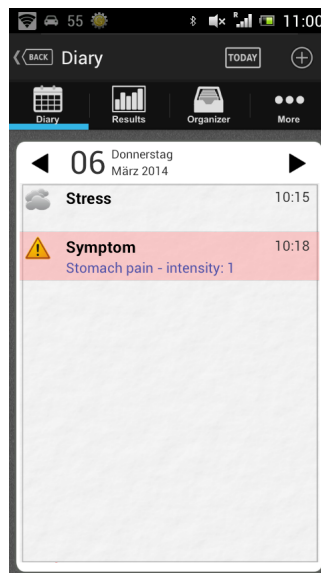 55 R 11:00
BACK Diary TODAY
Diary Results Organizer More
06 Donnerstag
März 2014
Stress 10:15
Symptom 10:18
Stomach pain - intensity: 1